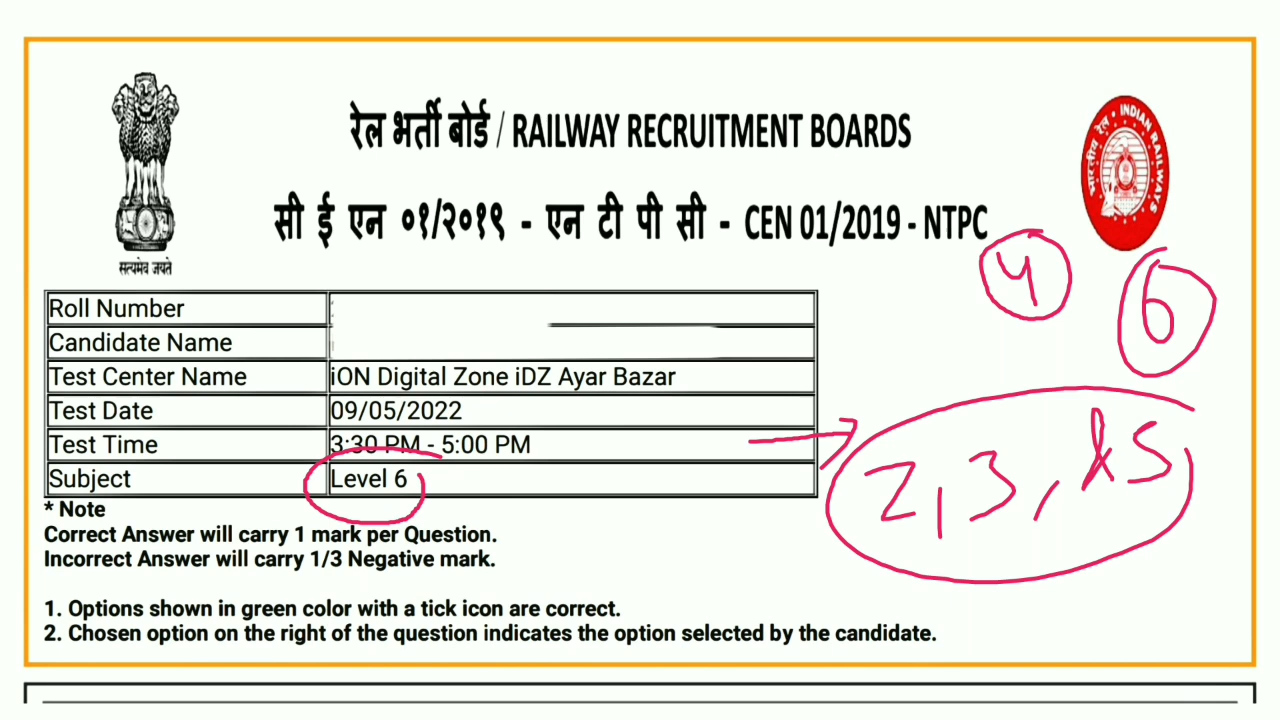 सत्यमेव जयते
रेल भर्ती बोर्ड / RAILWAY RECRUITMENT BOARDS
सी ई एन ०१/२०१९ - एन टी पी सी - CEN 01/2019 - NTPC
भारतीय रेल • INDIAN RAILWAYS
4 6
Roll Number
Candidate Name
Test Center Name iON Digital Zone iDZ Ayar Bazar
Test Date 09/05/2022
Test Time 3:30 PM - 5:00 PM
Subject Level 6
2, 3, & 5
* Note
Correct Answer will carry 1 mark per Question.
Incorrect Answer will carry 1/3 Negative mark.
1. Options shown in green color with a tick icon are correct.
2. Chosen option on the right of the question indicates the option selected by the candidate.